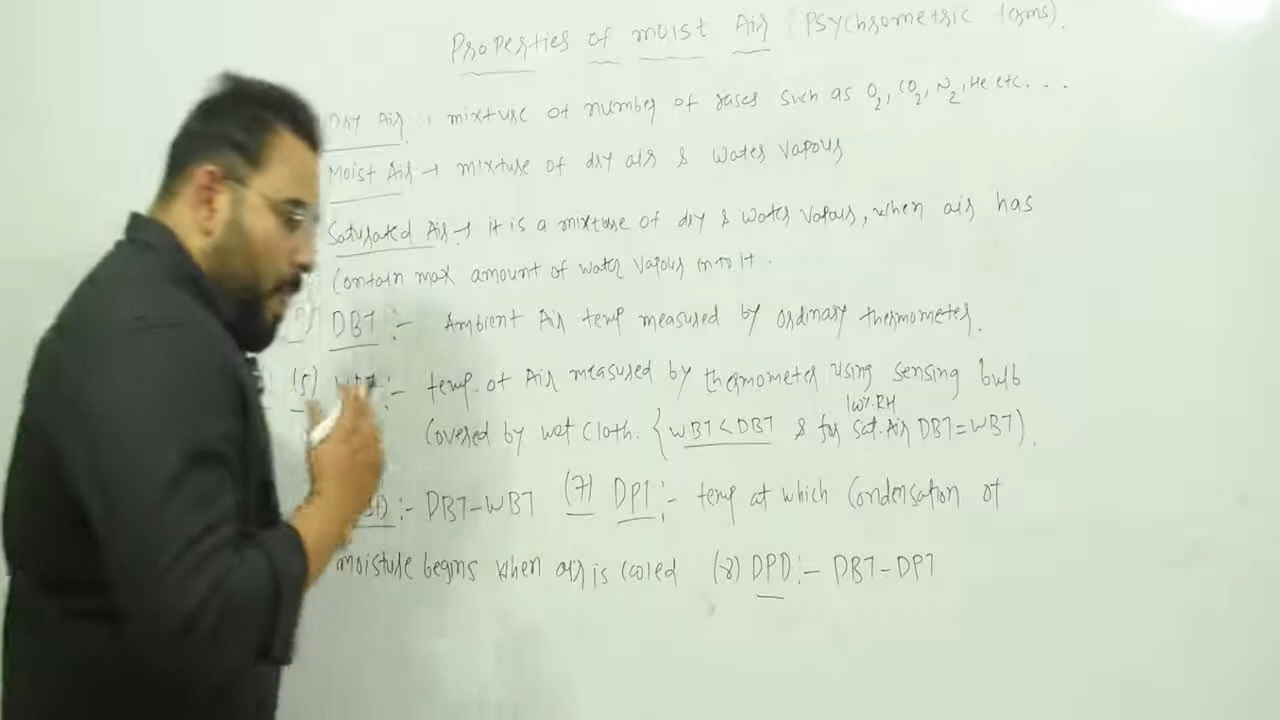 Properties of moist Air (Psychrometric terms).
Dry Air : mixture of number of gases such as O2, CO2, N2, He etc....
Moist Air → mixture of dry air & water vapour
Saturated Air → it is a mixture of dry & water vapour, when air has
Contain max amount of water vapour into it.
DBT :- Ambient Air temp measured by ordinary thermometer.
(5) WBT :- temp. of Air measured by thermometer using sensing bulb
100% RH
Covered by wet cloth. {WBT < DBT & for Sat. Air DBT = WBT}.
:- DBT - WBT (7) DPT :- temp at which Condensation of
moisture begins when air is cooled (8) DPD :- DBT - DPT